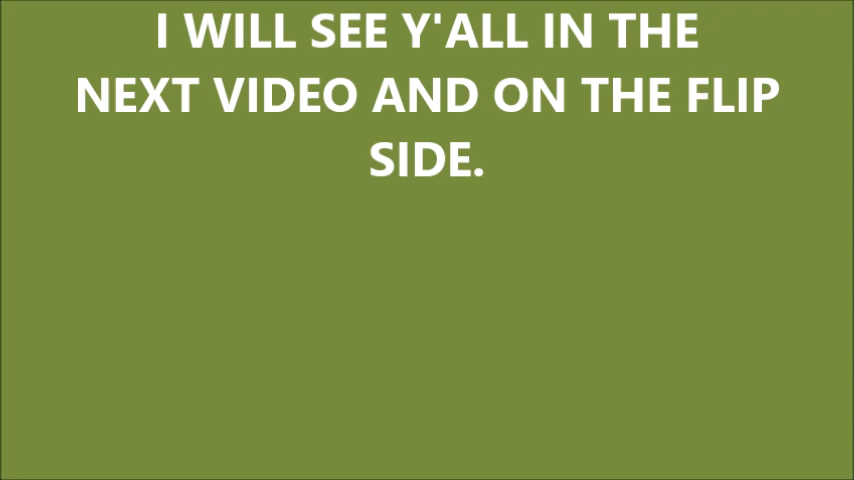 I WILL SEE Y'ALL IN THE
NEXT VIDEO AND ON THE FLIP
SIDE.